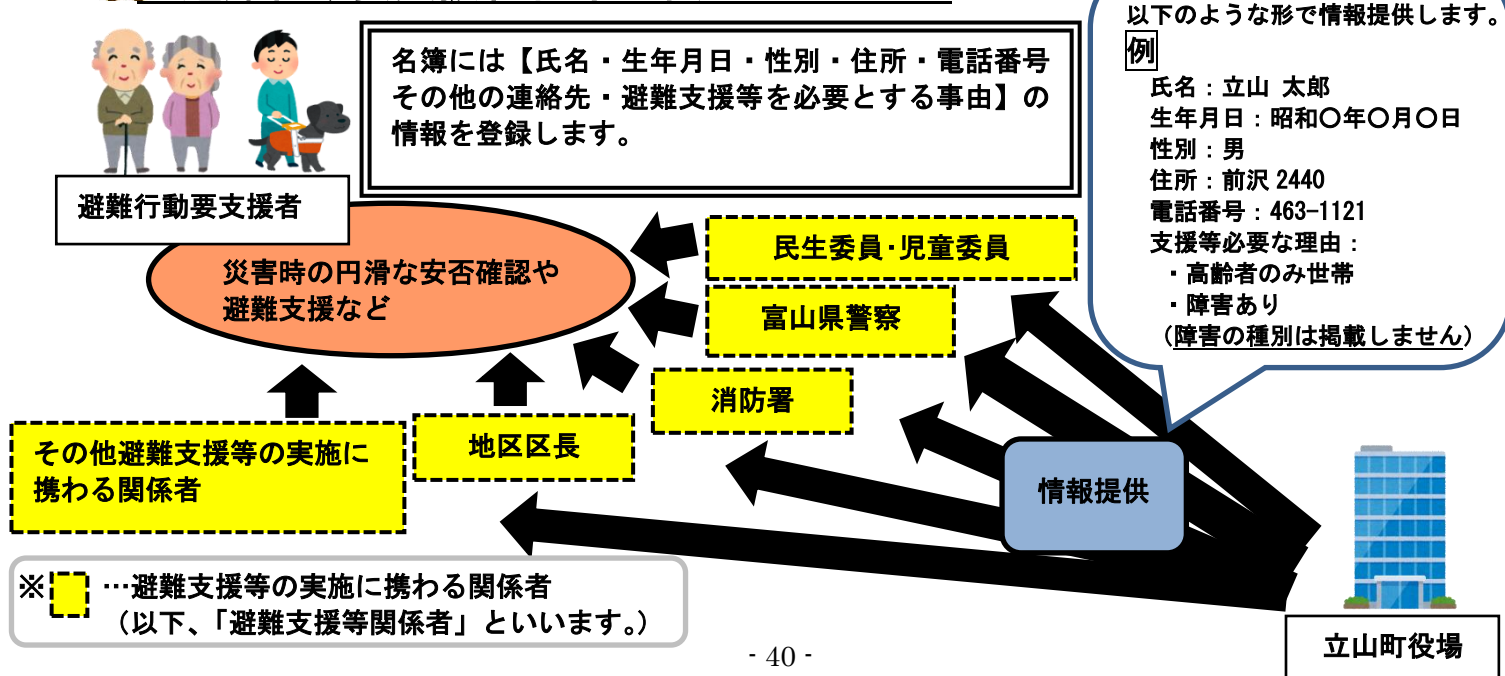 以下のような形で情報提供します。
例
氏名：立山 太郎
生年月日：昭和〇年〇月〇日
性別：男
住所：前沢 2440
電話番号：463-1121
支援等必要な理由：
・高齢者のみ世帯
・障害あり
（障害の種別は掲載しません）
名簿には【氏名・生年月日・性別・住所・電話番号
その他の連絡先・避難支援等を必要とする事由】の
情報を登録します。
避難行動要支援者
災害時の円滑な安否確認や
避難支援など
民生委員・児童委員
富山県警察
消防署
地区区長
その他避難支援等の実施に
携わる関係者
情報提供
立山町役場
※ …避難支援等の実施に携わる関係者
（以下、「避難支援等関係者」といいます。）
- 40 -